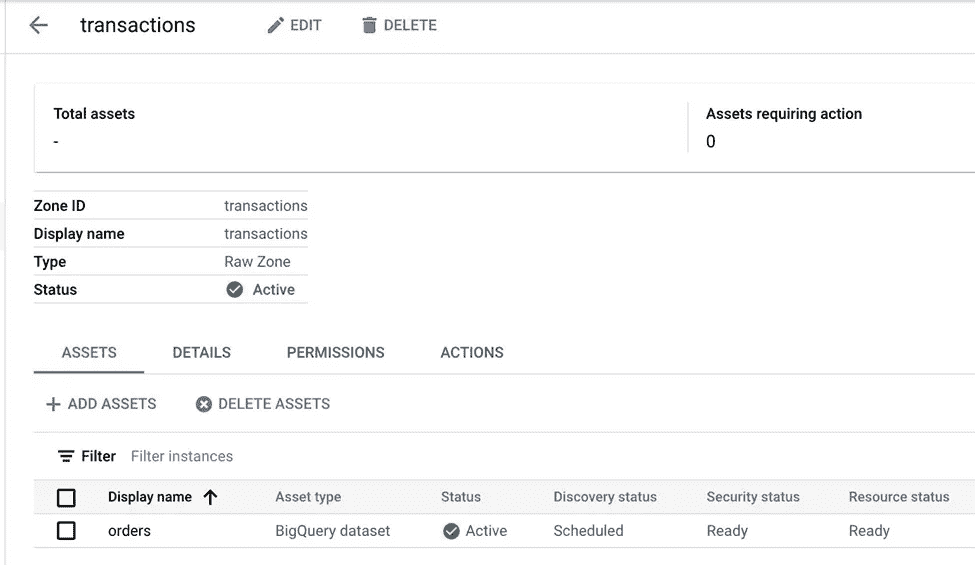 transactions EDIT DELETE
Total assets Assets requiring action
- 0
Zone ID transactions
Display name transactions
Type Raw Zone
Status Active
ASSETS DETAILS PERMISSIONS ACTIONS
ADD ASSETS DELETE ASSETS
Filter Filter instances
Display name Asset type Status Discovery status Security status Resource status
orders BigQuery dataset Active Scheduled Ready Ready